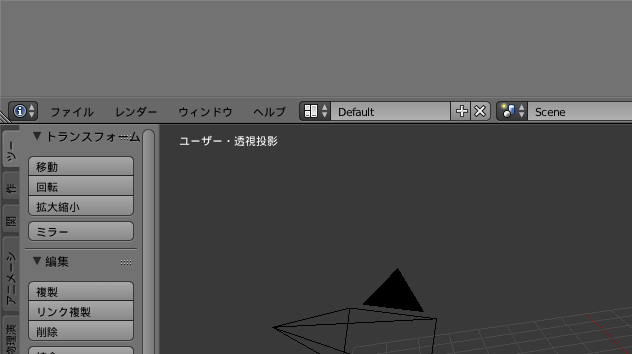 ファイル レンダー ウィンドウ ヘルプ Default Scene
トランスフォーム
ユーザー・透視投影
移動
回転
拡大縮小
ミラー
編集
複製
リンク複製
削除
ツー
作
アニメーシ
物理演